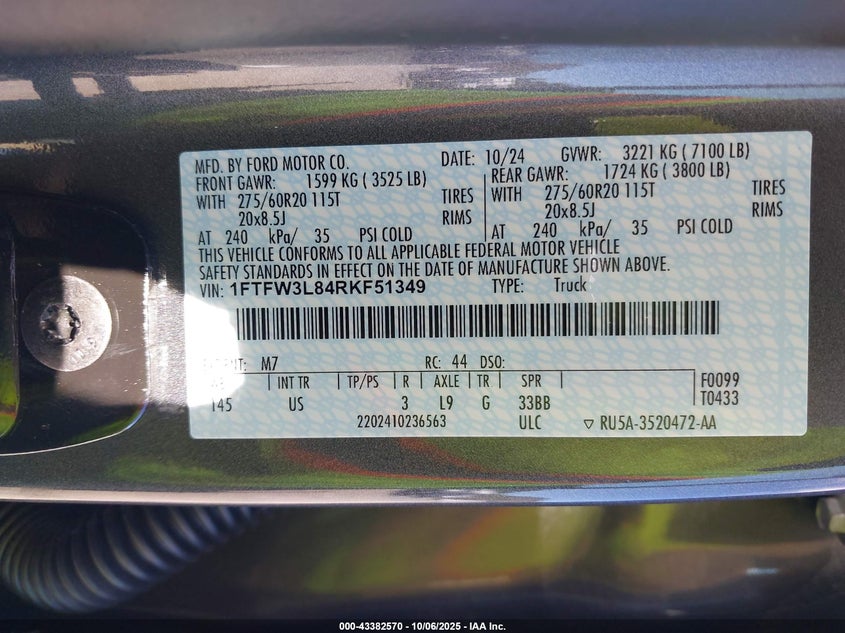 MFD. BY FORD MOTOR CO. DATE: 10/24 GVWR: 3221 KG ( 7100 LB)
FRONT GAWR: 1599 KG ( 3525 LB) REAR GAWR: 1724 KG ( 3800 LB)
WITH 275/60R20 115T TIRES WITH 275/60R20 115T TIRES
20x8.5J RIMS 20x8.5J RIMS
AT 240 kPa/ 35 PSI COLD AT 240 kPa/ 35 PSI COLD
THIS VEHICLE CONFORMS TO ALL APPLICABLE FEDERAL MOTOR VEHICLE
SAFETY STANDARDS IN EFFECT ON THE DATE OF MANUFACTURE SHOWN ABOVE.
VIN: 1FTFW3L84RKF51349 TYPE: Truck
M7 RC: 44 DSO:
INT TR TP/PS R AXLE TR SPR F0099
145 US 3 L9 G 33BB T0433
2202410236563 ULC ▽ RU5A-3520472-AA
000-43382570 - 10/06/2025 - IAA Inc.